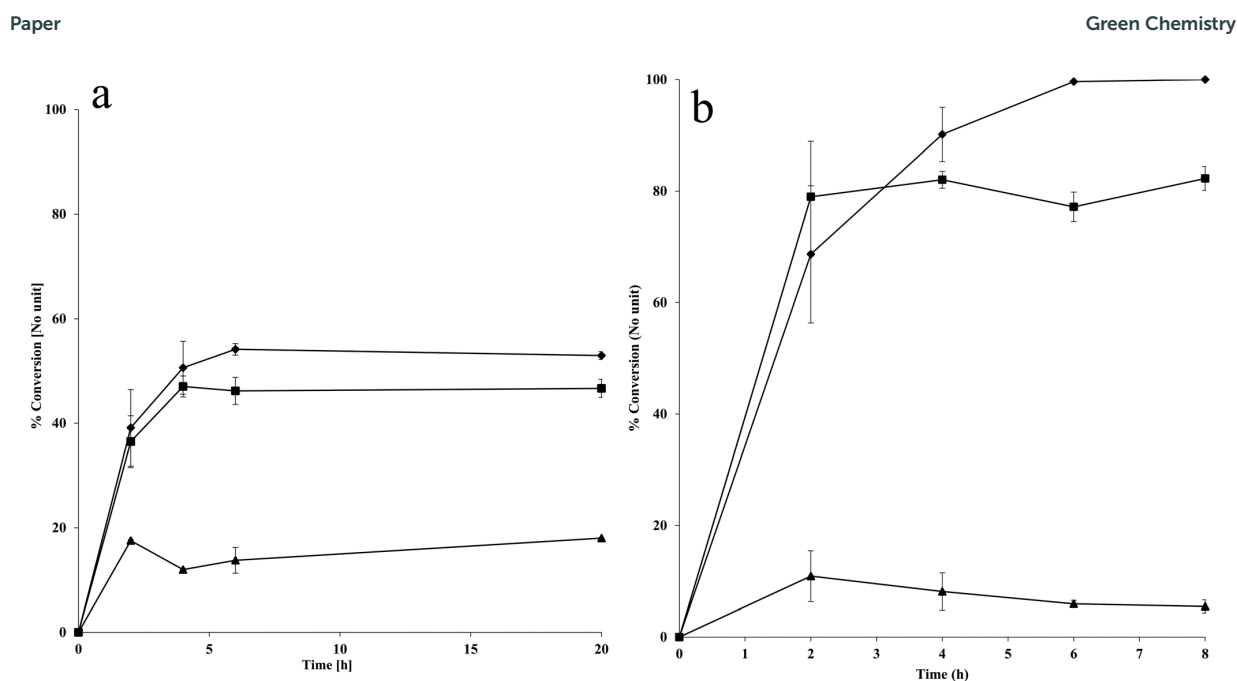 Paper
Green Chemistry
a
100
80
60
40
20
0
% Conversion [No unit]
0 5 10 15 20
Time [h]
b
100
80
60
40
20
0
% Conversion (No unit)
0 1 2 3 4 5 6 7 8
Time (h)